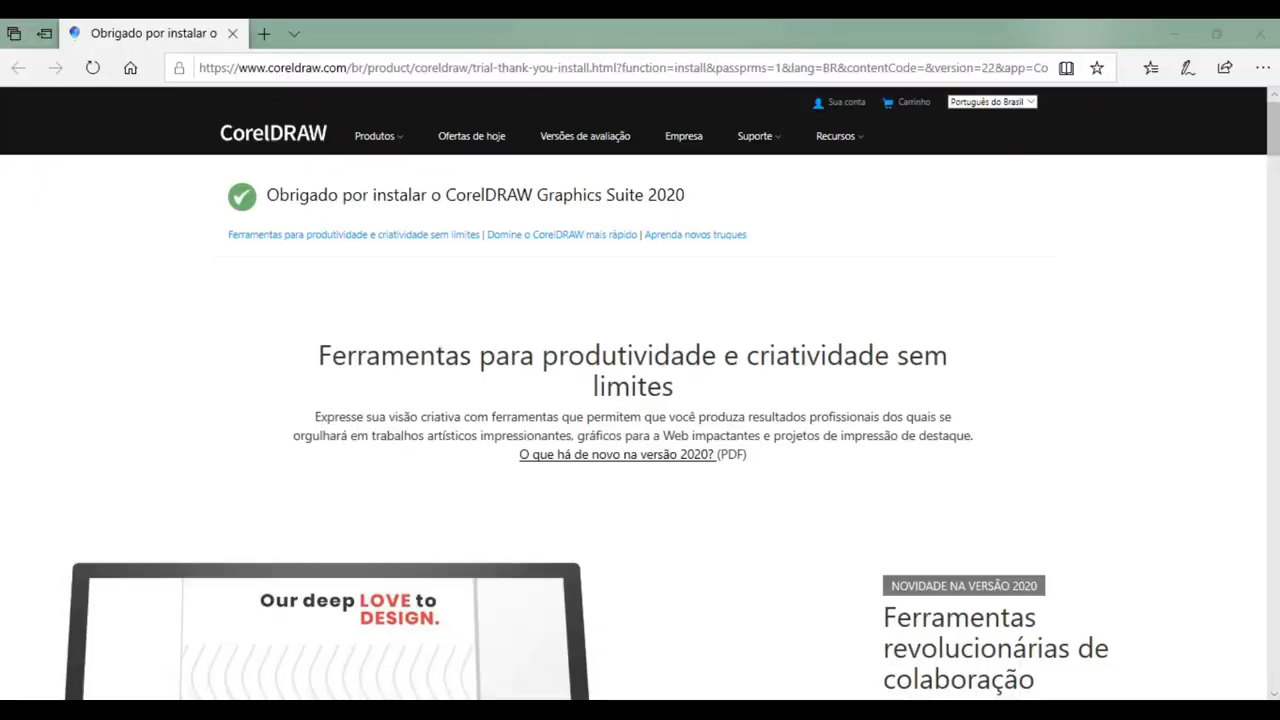 Obrigado por instalar o
https://www.coreldraw.com/br/product/coreldraw/trial-thank-you-install.html?function=install&passprms=1&lang=BR&contentCode=&version=22&app=Co
Sua conta Carrinho Português do Brasil
CorelDRAW Produtos Ofertas de hoje Versões de avaliação Empresa Suporte Recursos
Obrigado por instalar o CorelDRAW Graphics Suite 2020
Ferramentas para produtividade e criatividade sem limites | Domine o CorelDRAW mais rápido | Aprenda novos truques
Ferramentas para produtividade e criatividade sem
limites
Expresse sua visão criativa com ferramentas que permitem que você produza resultados profissionais dos quais se
orgulhará em trabalhos artísticos impressionantes, gráficos para a Web impactantes e projetos de impressão de destaque.
O que há de novo na versão 2020? (PDF)
Our deep LOVE to
DESIGN.
NOVIDADE NA VERSÃO 2020
Ferramentas
revolucionárias de
colaboração